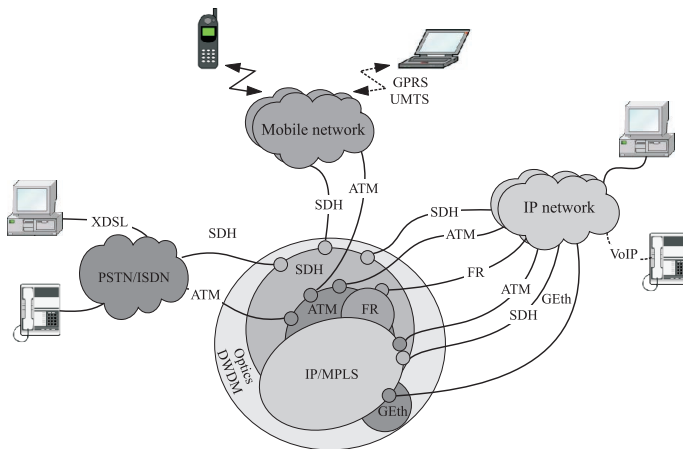 GPRS
UMTS
Mobile network
ATM
SDH
SDH
IP network
XDSL
SDH
ATM
VoIP
PSTN/ISDN
SDH
FR
ATM
ATM
GEth
SDH
ATM
FR
Optics
DWDM
IP/MPLS
GEth